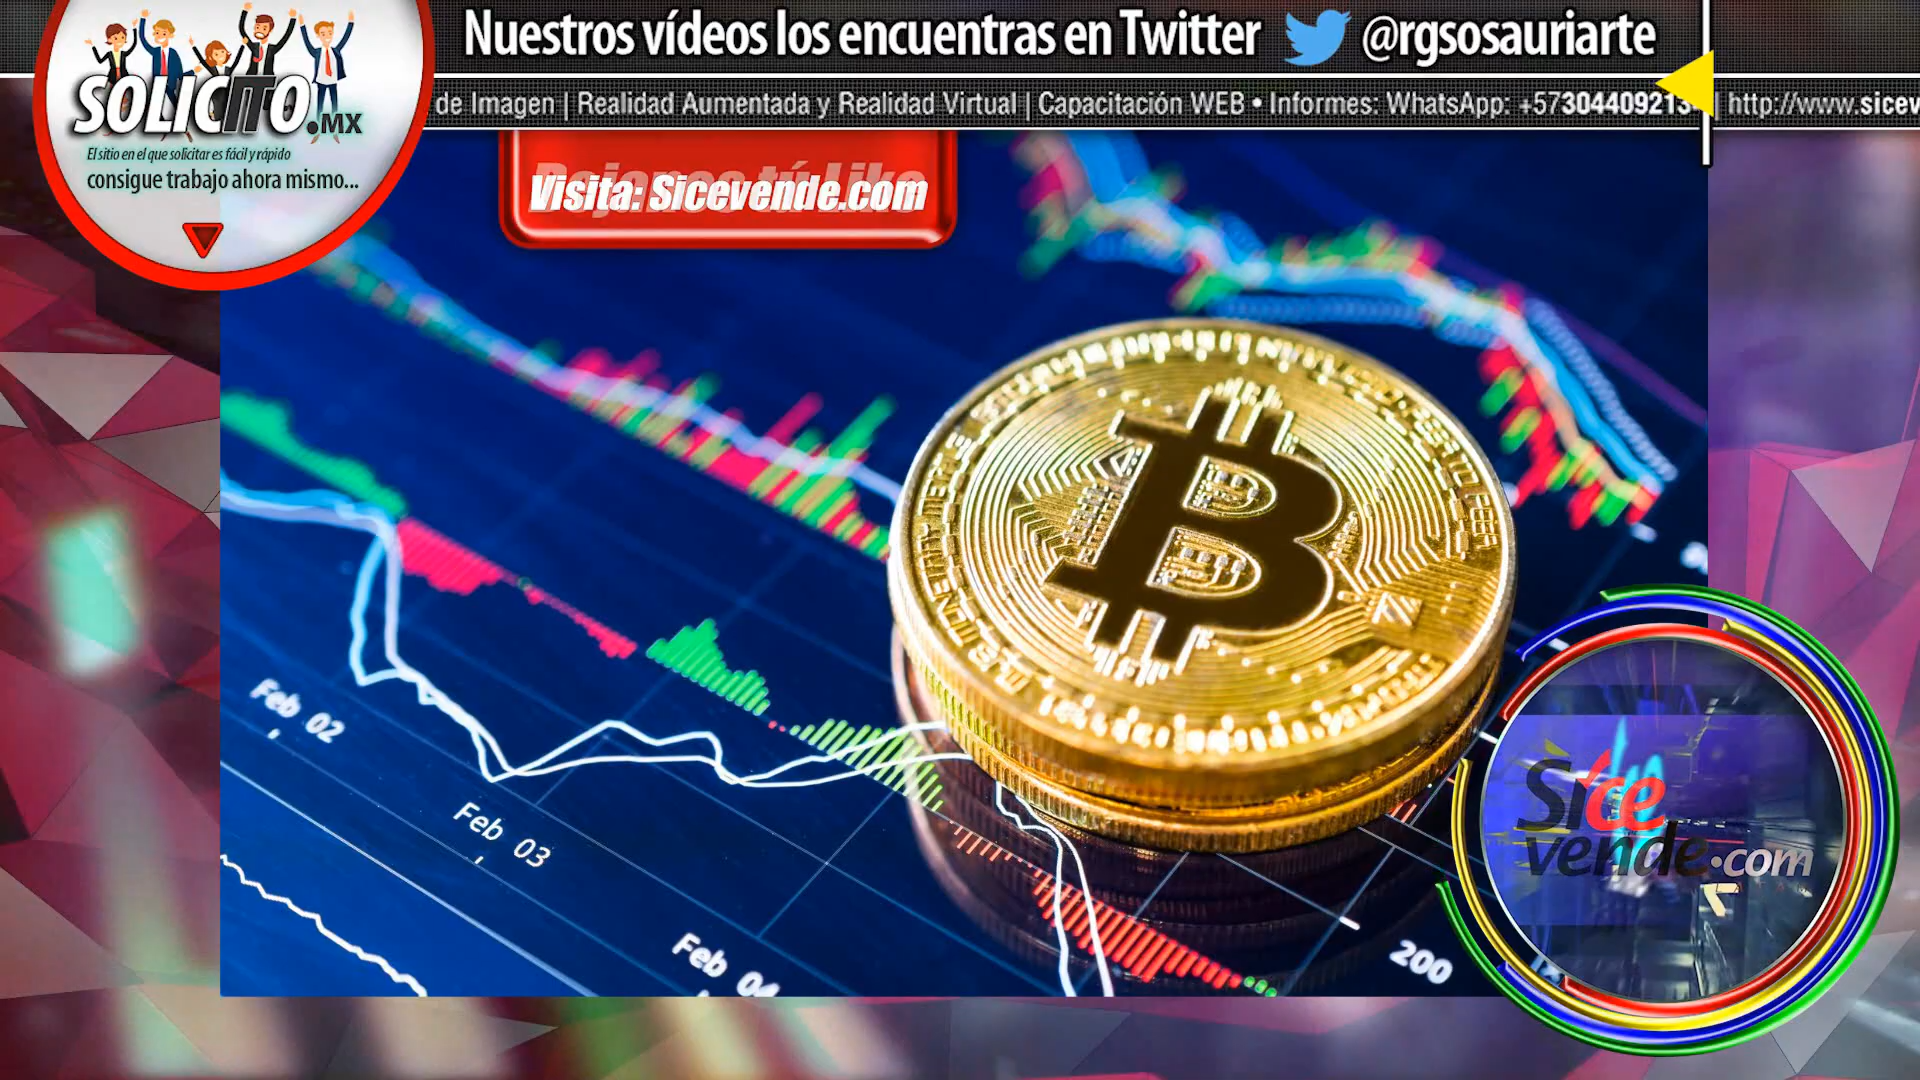 Nuestros vídeos los encuentras en Twitter @rgsosauriarte
de Imagen | Realidad Aumentada y Realidad Virtual | Capacitación WEB • Informes: WhatsApp: +57304409213 | http://www.sicev
SOLICITO.MX
El sitio en el que solicitar es fácil y rápido
consigue trabajo ahora mismo...
Visita: Sicevende.com
Feb 02
Feb 03
Feb 04
200
Sice
vende.com